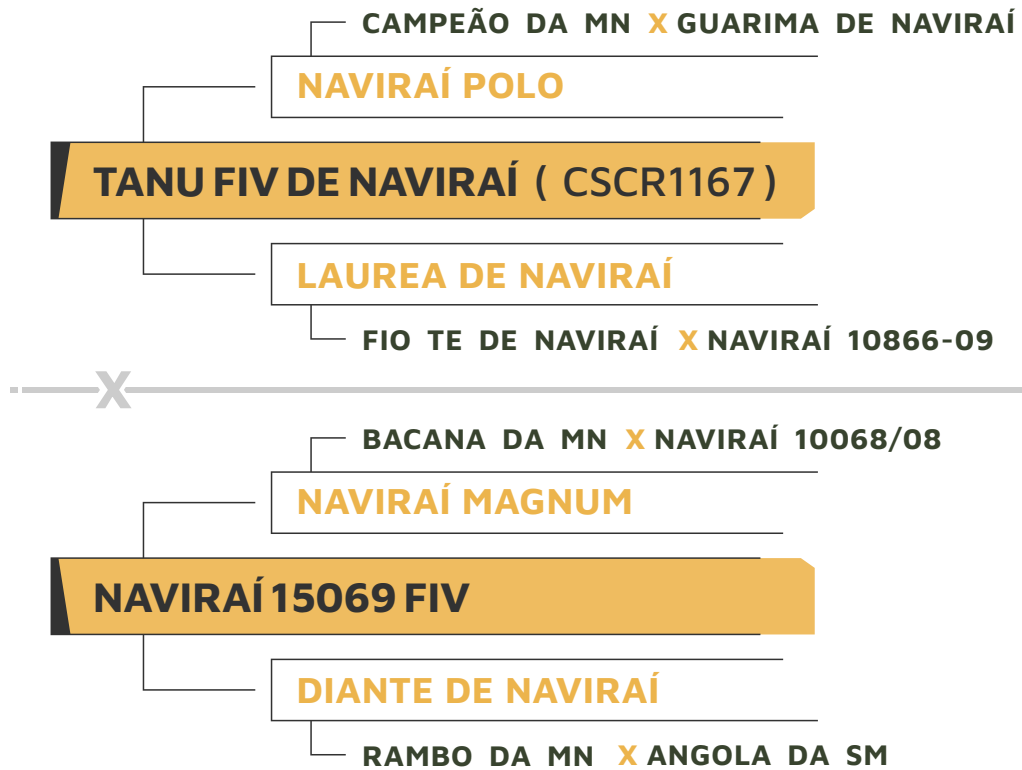 CAMPEÃO DA MN X GUARIMA DE NAVIRAÍ
NAVIRAÍ POLO
TANU FIV DE NAVIRAÍ ( CSCR1167 )
LAUREA DE NAVIRAÍ
FIO TE DE NAVIRAÍ X NAVIRAÍ 10866-09
X
BACANA DA MN X NAVIRAÍ 10068/08
NAVIRAÍ MAGNUM
NAVIRAÍ 15069 FIV
DIANTE DE NAVIRAÍ
RAMBO DA MN X ANGOLA DA SM